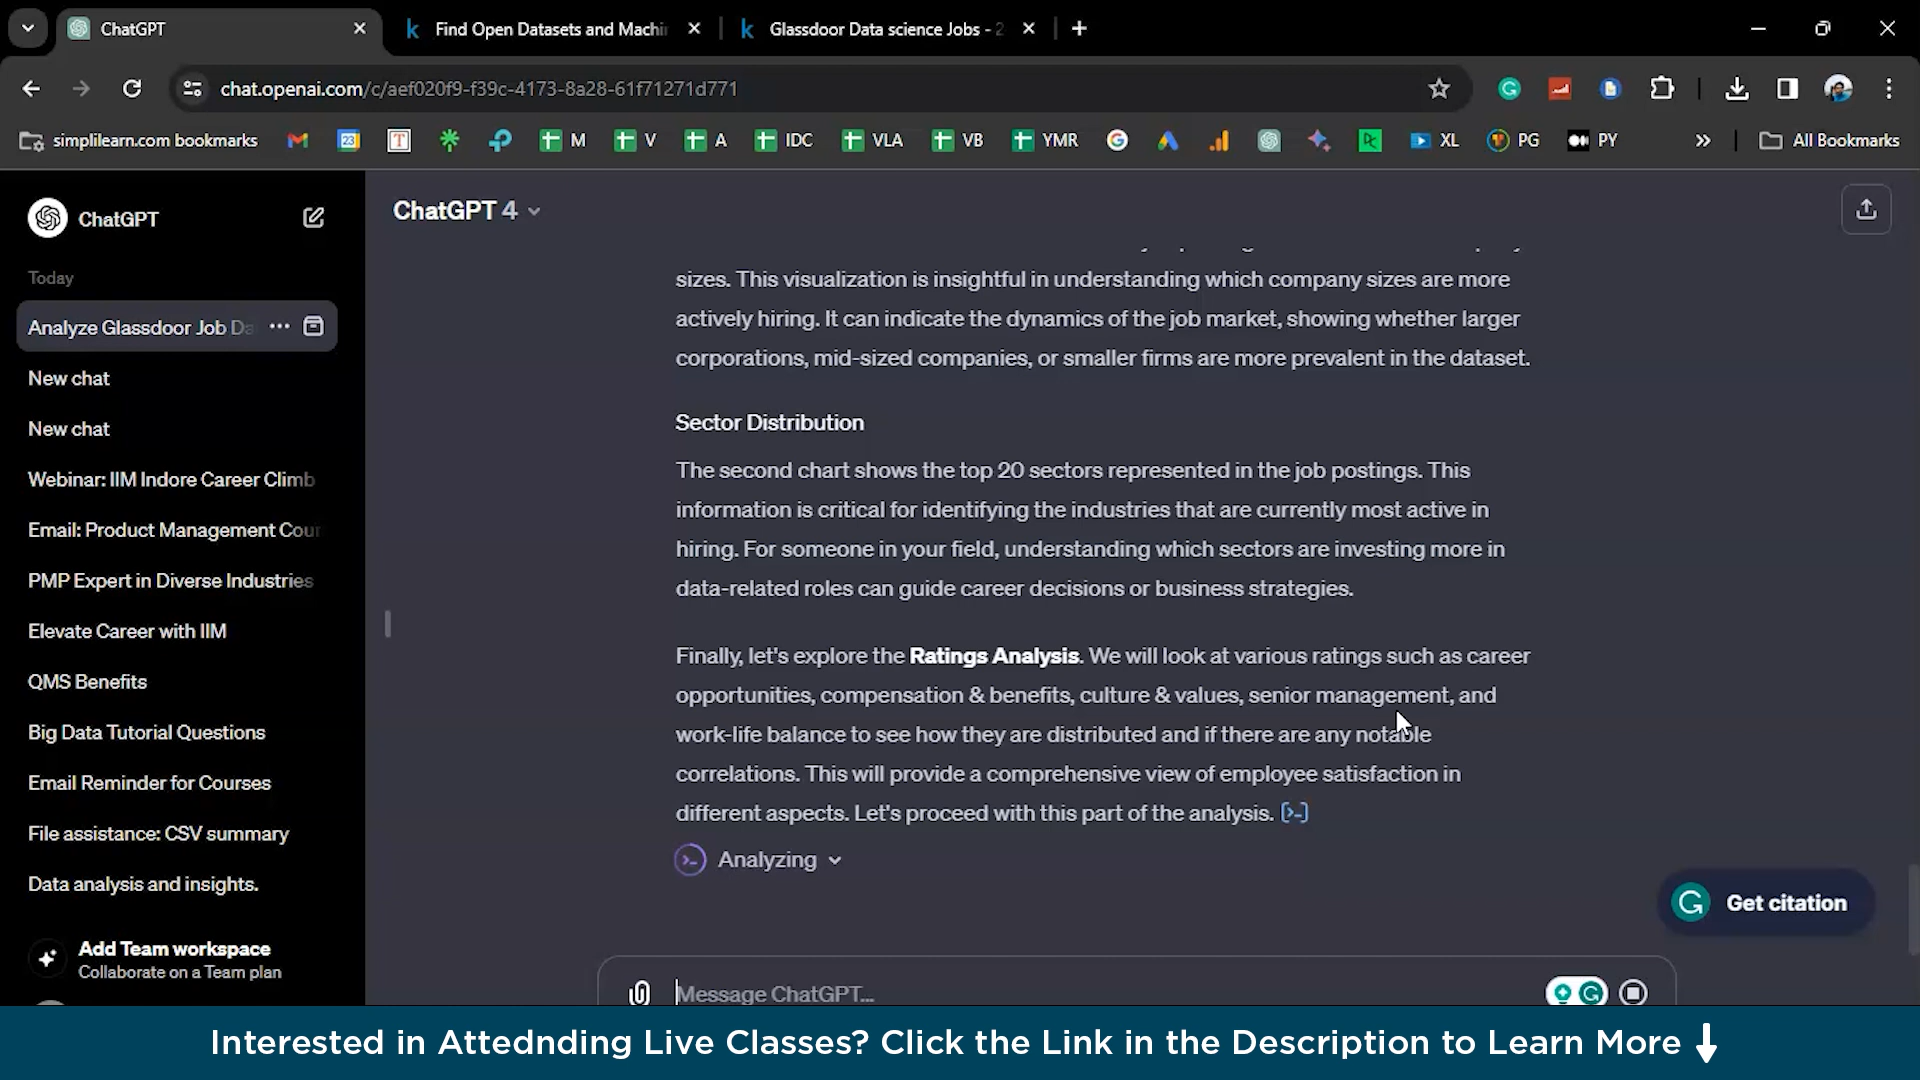 ChatGPT
Find Open Datasets and Machi
Glassdoor Data science Jobs - 2
chat.openai.com/c/aef020f9-f39c-4173-8a28-61f71271d771
simplilearn.com bookmarks
23
T
M
V
A
IDC
VLA
VB
YMR
XL
PG
PY
All Bookmarks
ChatGPT
ChatGPT 4
Today
Analyze Glassdoor Job Da
New chat
New chat
Webinar: IIM Indore Career Climb
Email: Product Management Cour
PMP Expert in Diverse Industries
Elevate Career with IIM
QMS Benefits
Big Data Tutorial Questions
Email Reminder for Courses
File assistance: CSV summary
Data analysis and insights.
Add Team workspace
Collaborate on a Team plan
sizes. This visualization is insightful in understanding which company sizes are more
actively hiring. It can indicate the dynamics of the job market, showing whether larger
corporations, mid-sized companies, or smaller firms are more prevalent in the dataset.
Sector Distribution
The second chart shows the top 20 sectors represented in the job postings. This
information is critical for identifying the industries that are currently most active in
hiring. For someone in your field, understanding which sectors are investing more in
data-related roles can guide career decisions or business strategies.
Finally, let's explore the Ratings Analysis. We will look at various ratings such as career
opportunities, compensation & benefits, culture & values, senior management, and
work-life balance to see how they are distributed and if there are any notable
correlations. This will provide a comprehensive view of employee satisfaction in
different aspects. Let's proceed with this part of the analysis. [>-]
Analyzing
Get citation
Message ChatGPT...
Interested in Attednding Live Classes? Click the Link in the Description to Learn More